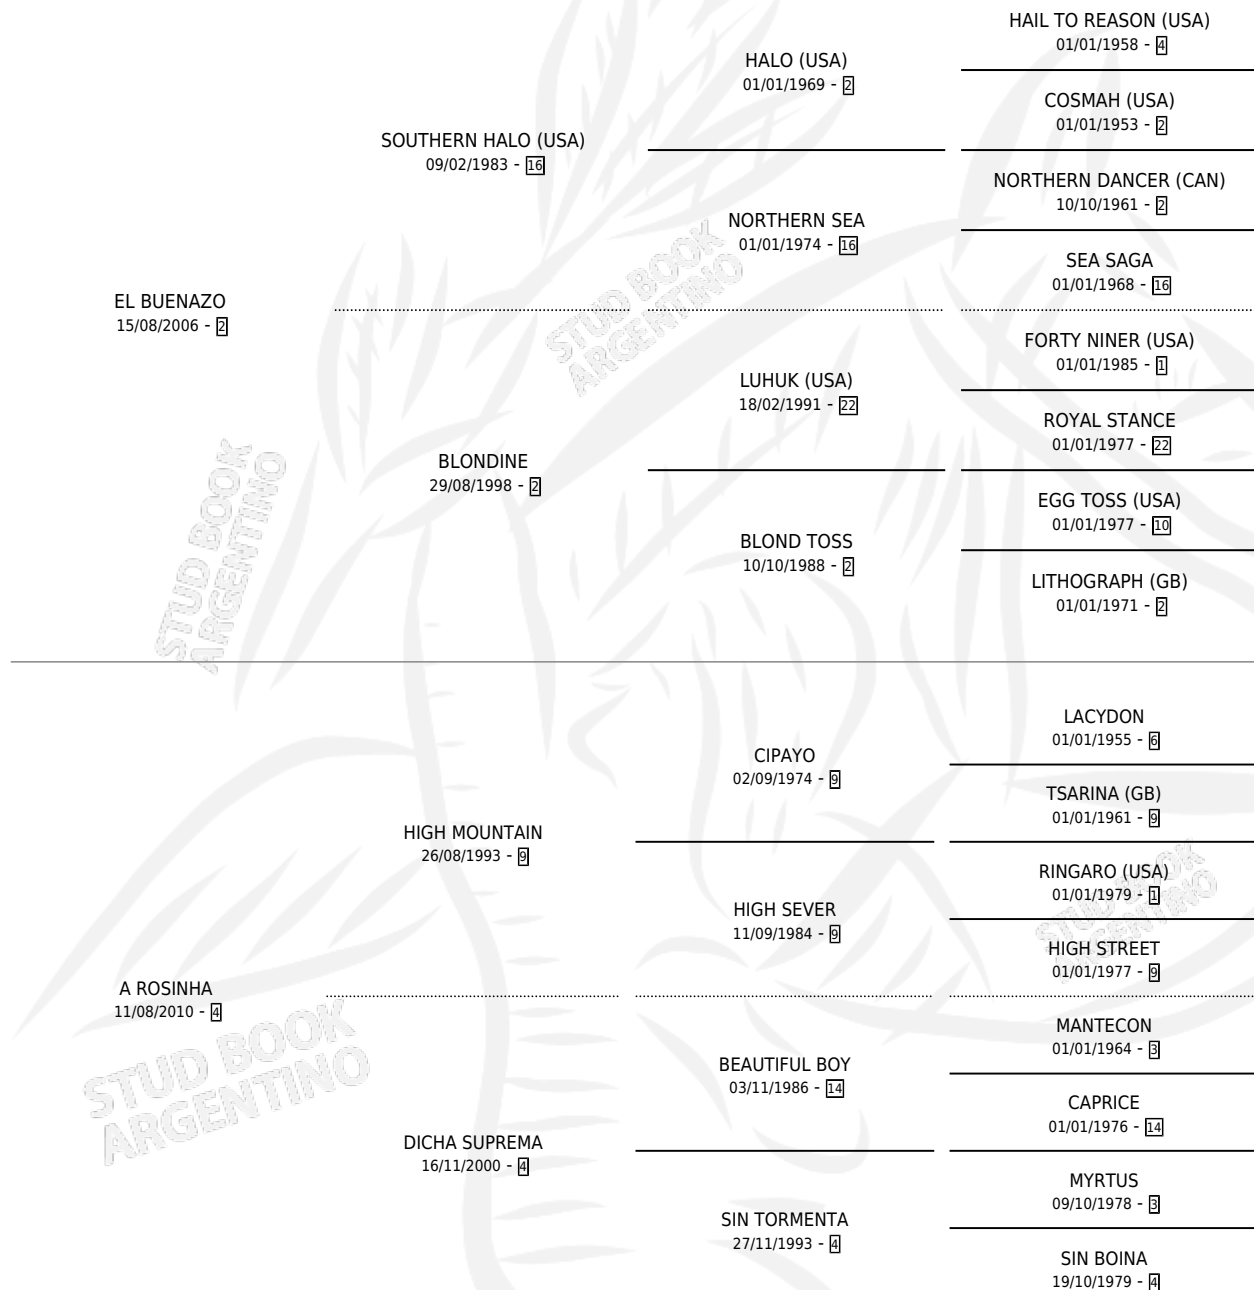 HAIL TO REASON (USA)
01/01/1958 - 4
HALO (USA)
01/01/1969 - 2
COSMAH (USA)
01/01/1953 - 2
SOUTHERN HALO (USA)
09/02/1983 - 16
NORTHERN DANCER (CAN)
10/10/1961 - 2
NORTHERN SEA
01/01/1974 - 16
SEA SAGA
01/01/1968 - 16
EL BUENAZO
15/08/2006 - 2
STUD BOOK
ARGENTINO
FORTY NINER (USA)
01/01/1985 - 1
LUHUK (USA)
18/02/1991 - 22
ROYAL STANCE
01/01/1977 - 22
BLONDINE
29/08/1998 - 2
EGG TOSS (USA)
01/01/1977 - 10
BLOND TOSS
10/10/1988 - 2
LITHOGRAPH (GB)
01/01/1971 - 2
STUD BOOK
ARGENTINO
LACYDON
01/01/1955 - 6
CIPAYO
02/09/1974 - 9
TSARINA (GB)
01/01/1961 - 9
HIGH MOUNTAIN
26/08/1993 - 9
RINGARO (USA)
01/01/1979 - 1
HIGH SEVER
11/09/1984 - 9
STUD BOOK
ARGENTINO
HIGH STREET
01/01/1977 - 9
A ROSINHA
11/08/2010 - 4
MANTECON
01/01/1964 - 3
BEAUTIFUL BOY
03/11/1986 - 14
STUD BOOK
ARGENTINO
CAPRICE
01/01/1976 - 14
DICHA SUPREMA
16/11/2000 - 4
MYRTUS
09/10/1978 - 3
SIN TORMENTA
27/11/1993 - 4
SIN BOINA
19/10/1979 - 4